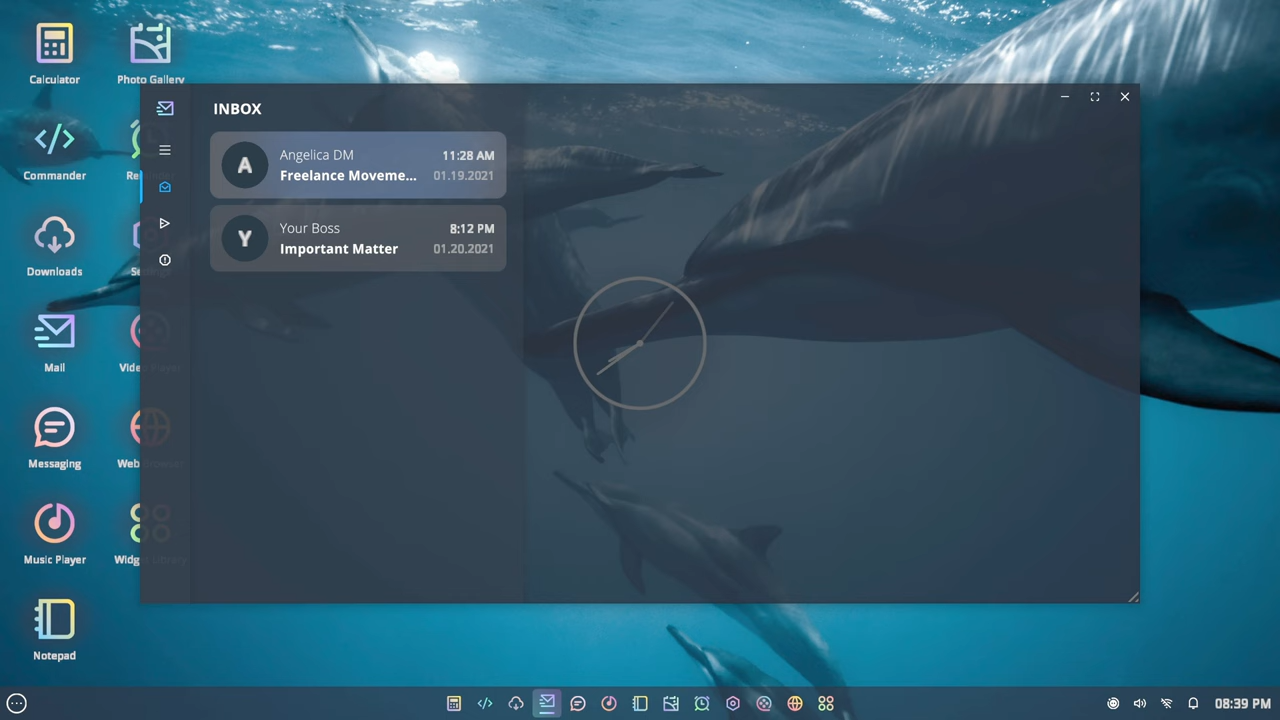 Calculator
Photo Gallery
Commander
Downloads
Mail
Messaging
Music Player
Notepad
INBOX
A
Angelica DM
11:28 AM
Freelance Moveme...
01.19.2021
Y
Your Boss
8:12 PM
Important Matter
01.20.2021
08:39 PM